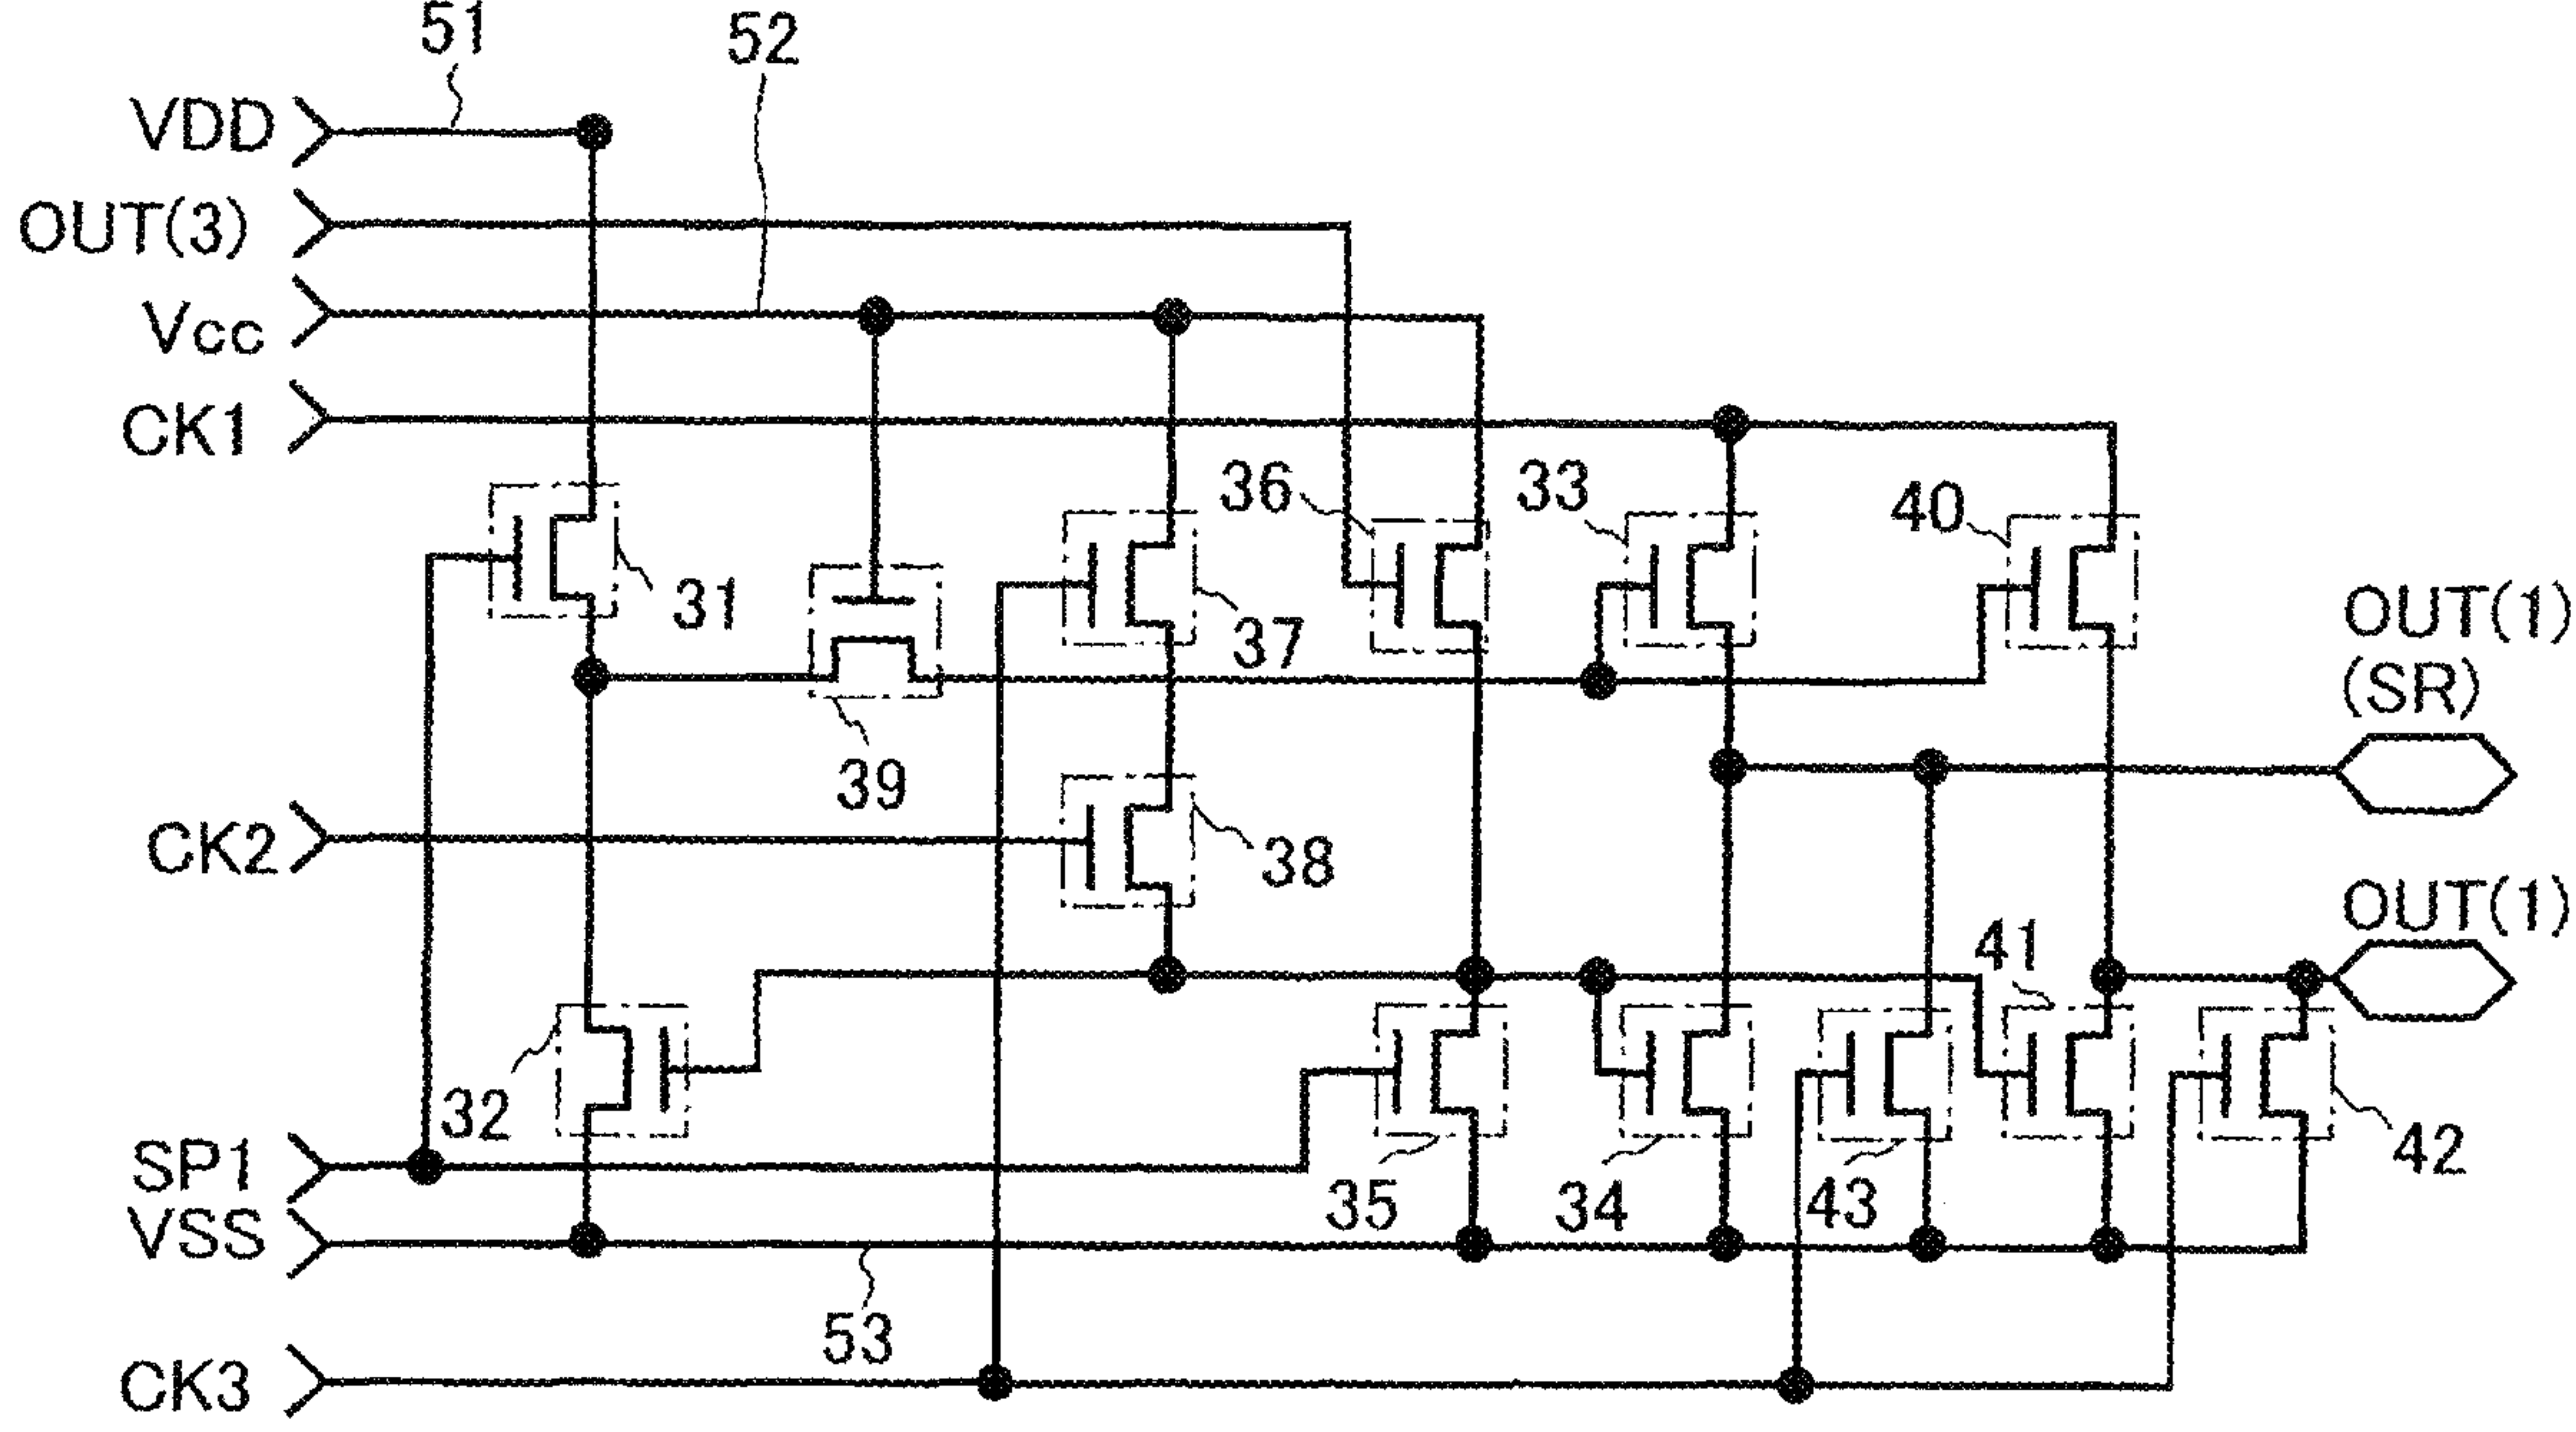 51
52
VDD
OUT(3)
Vcc
CK1
36
33
40
31
37
OUT(1)
(SR)
39
CK2
38
OUT(1)
41
32
SP1
35
34
43
42
VSS
53
CK3